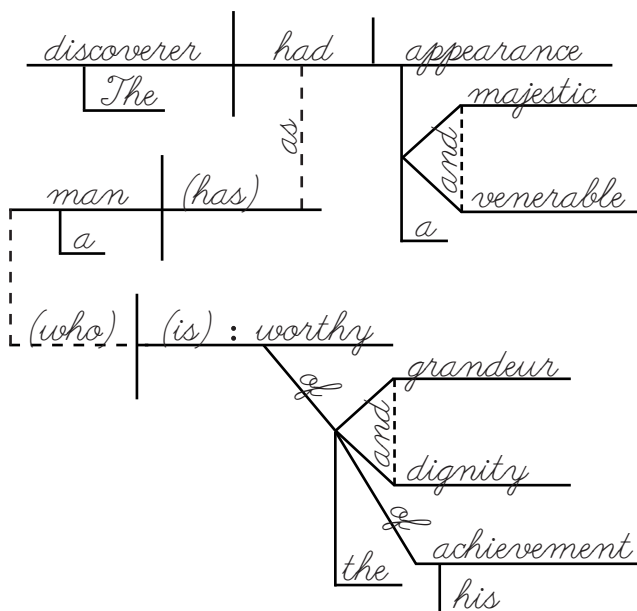 discoverer had appearance
The
majestic
as
and
man (has)
venerable
a
a
(who) (is) : worthy
grandeur
of
and
dignity
of
achievement
the
his